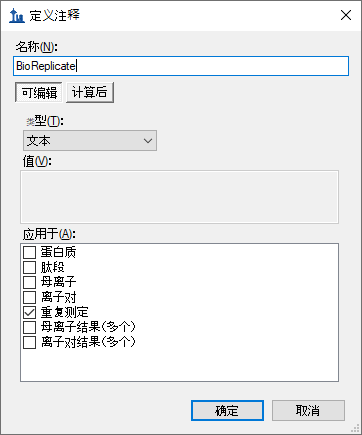 定义注释
名称(N):
BioReplicate
可编辑 计算后
类型(T):
文本
值(V):
应用于(A):
蛋白质
肽段
母离子
离子对
重复测定
母离子结果(多个)
离子对结果(多个)
确定 取消